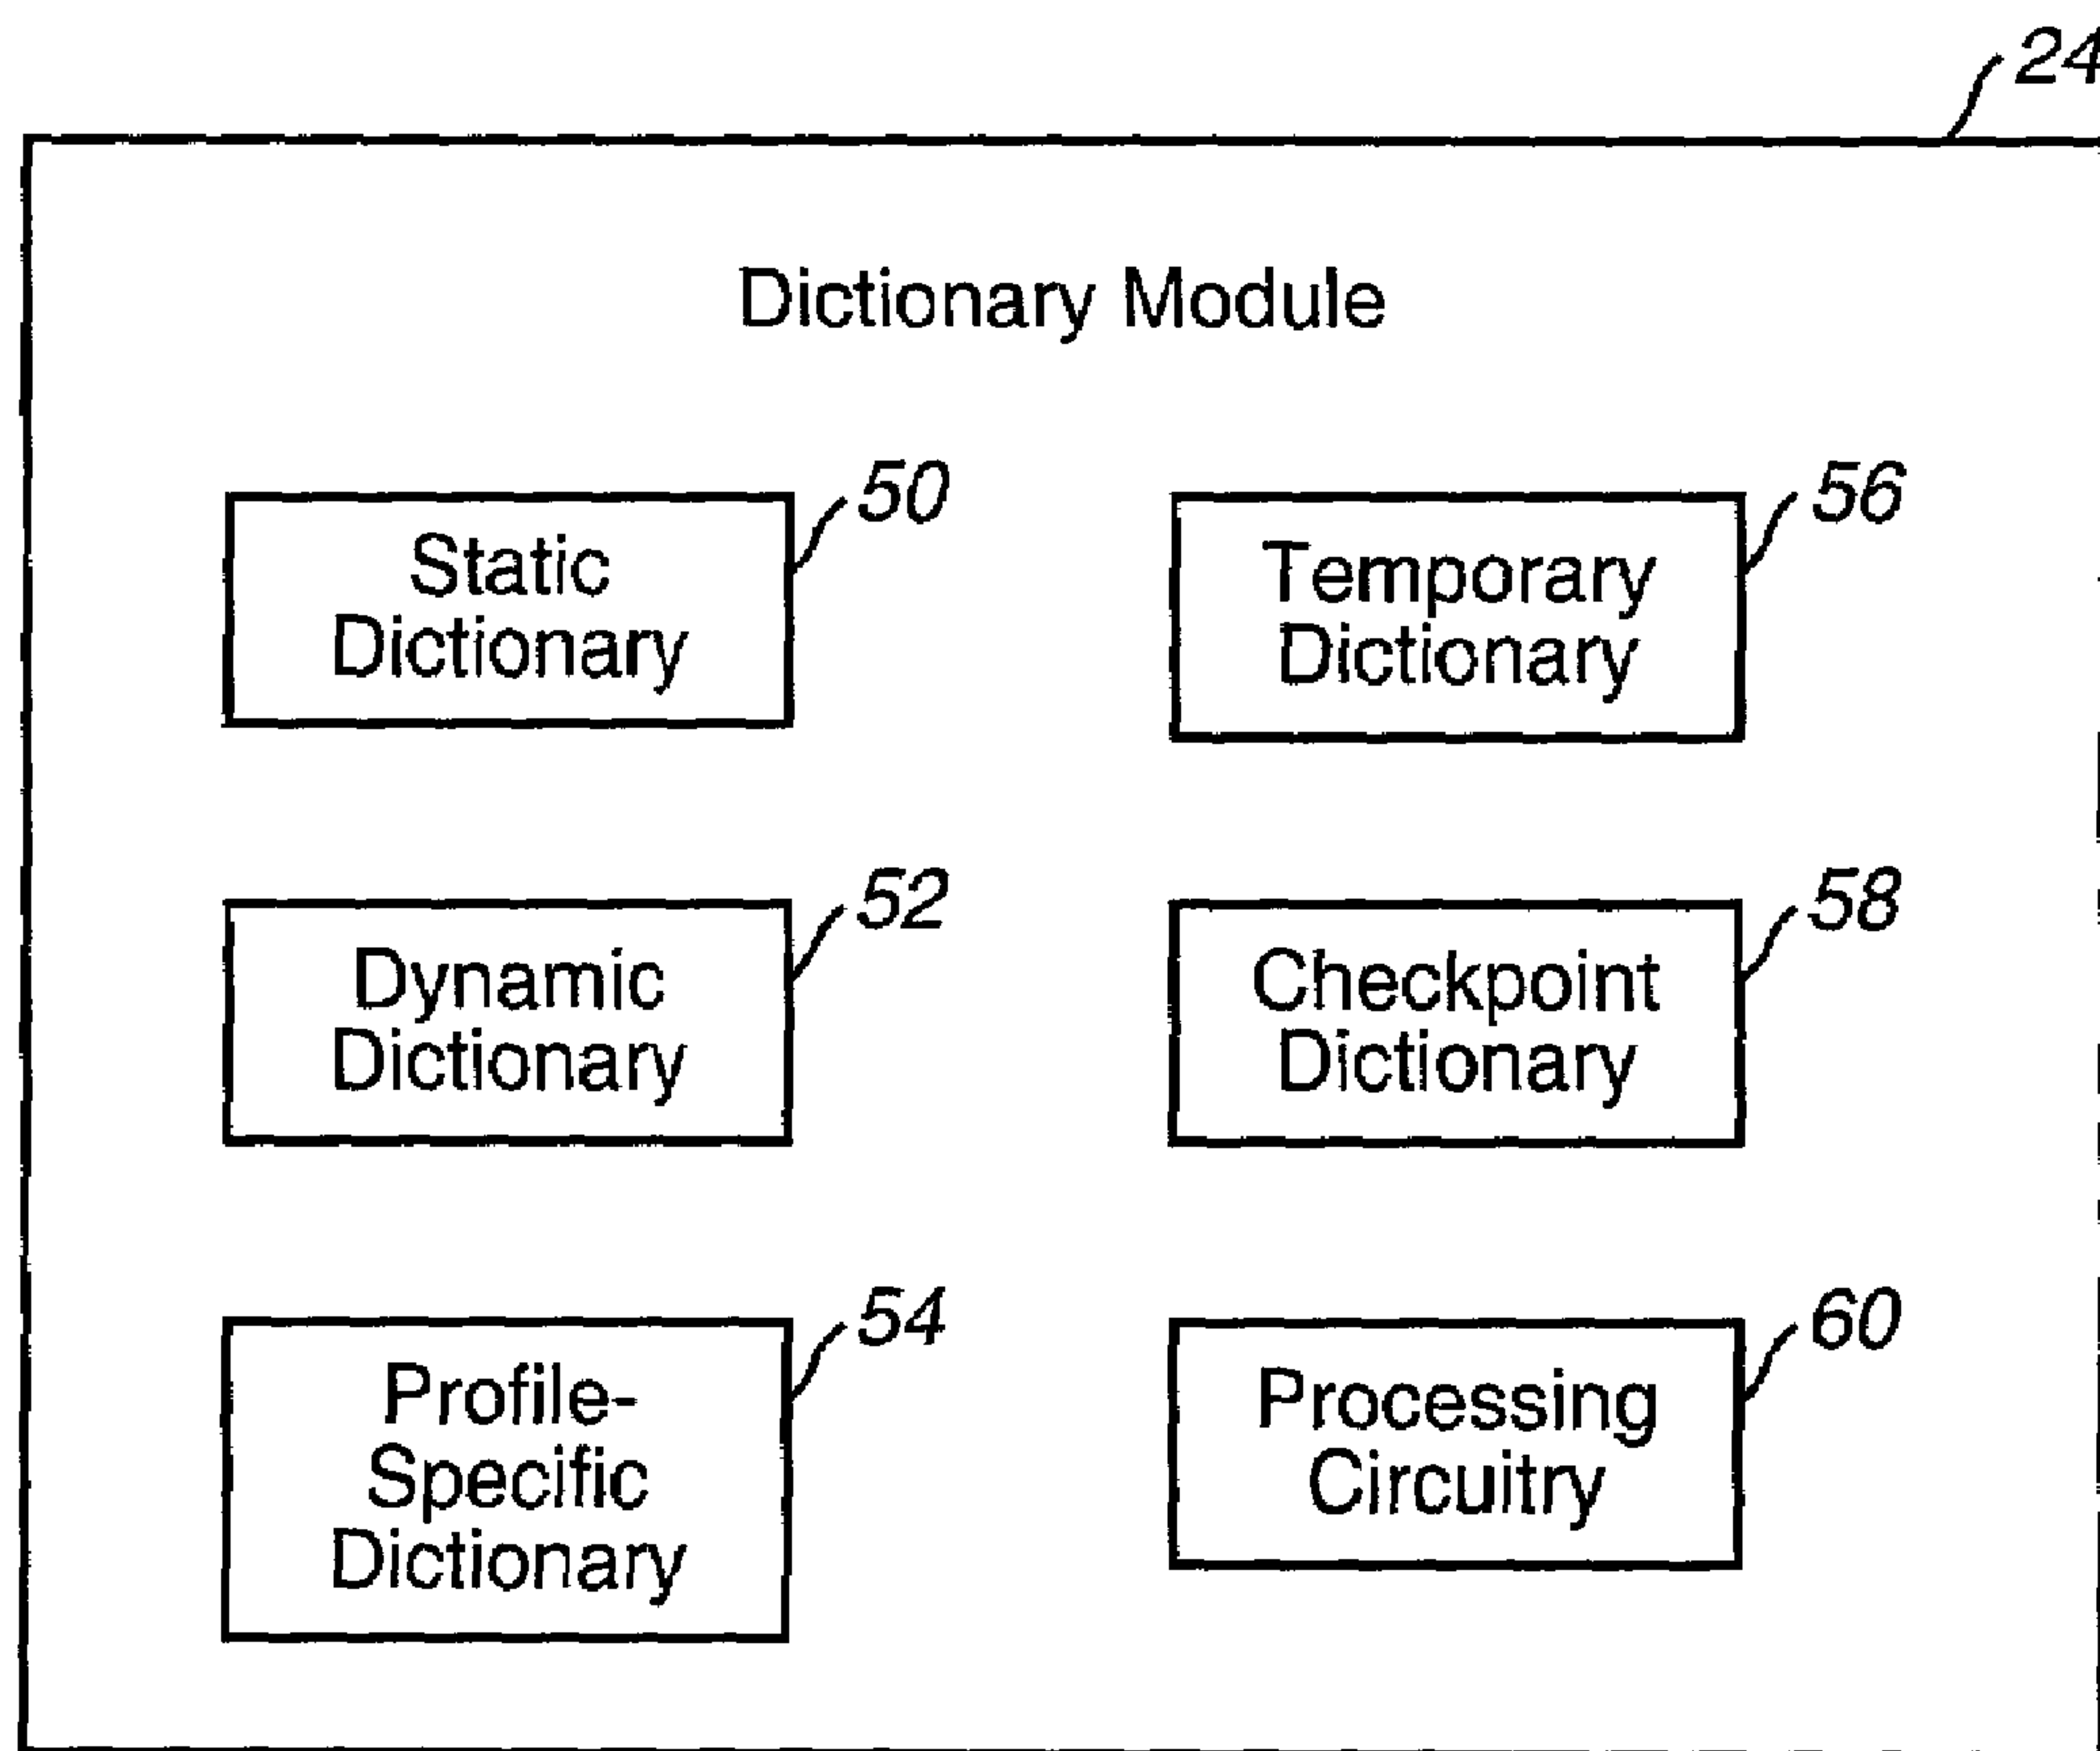 24
Dictionary Module
50
Static
Dictionary
56
Temporary
Dictionary
52
Dynamic
Dictionary
58
Checkpoint
Dictionary
54
Profile-
Specific
Dictionary
60
Processing
Circuitry